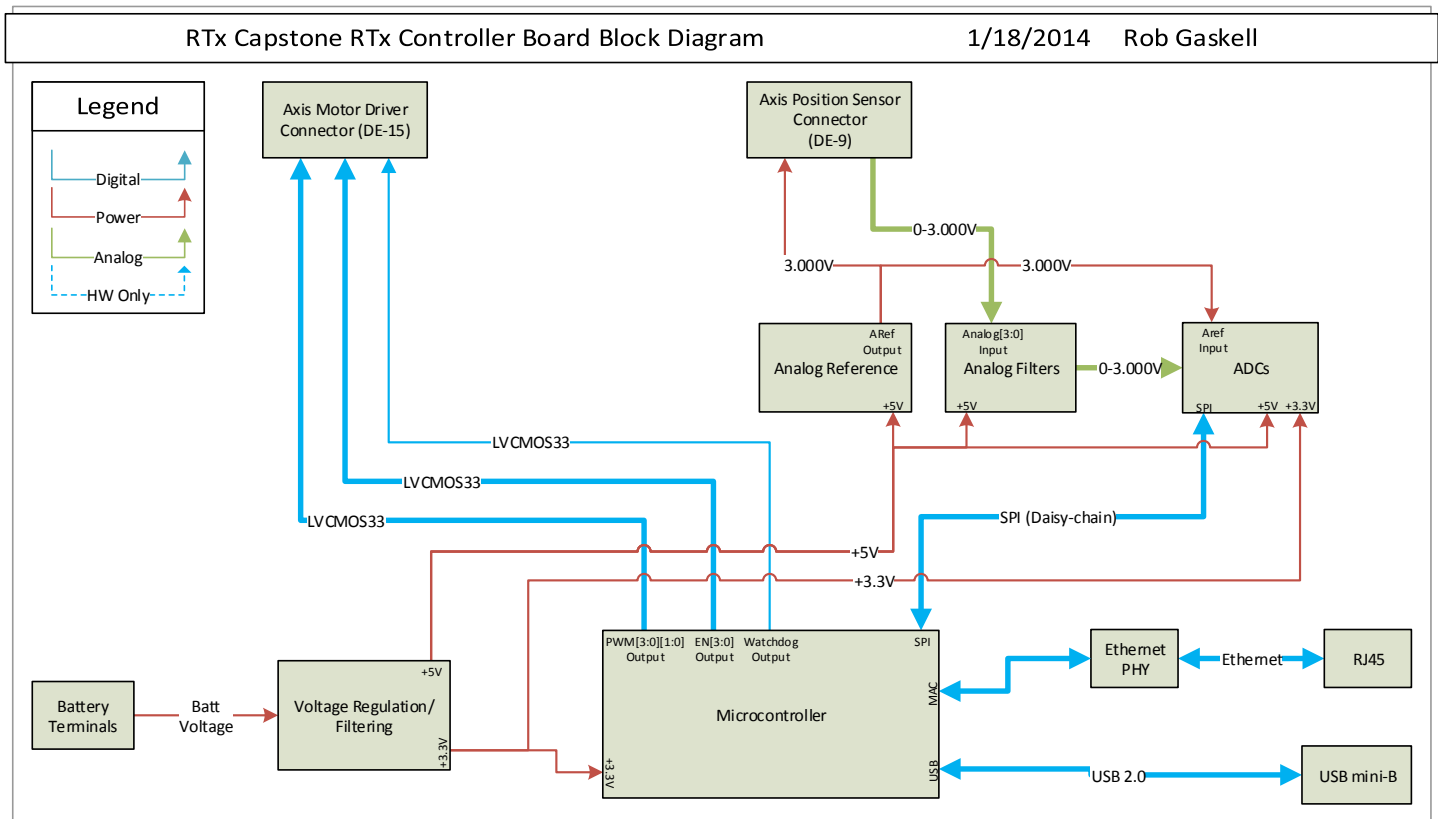 RTx Capstone RTx Controller Board Block Diagram 1/18/2014 Rob Gaskell
Legend
Digital
Power
Analog
HW Only
Axis Motor Driver
Connector (DE-15)
Axis Position Sensor
Connector
(DE-9)
0-3.000V
3.000V
3.000V
ARef
Output
Analog Reference
+5V
Analog[3:0]
Input
Analog Filters
+5V
0-3.000V
Aref
Input
ADCs
SPI
+5V
+3.3V
LVCMOS33
LVCMOS33
LVCMOS33
SPI (Daisy-chain)
+5V
+3.3V
Battery
Terminals
Batt
Voltage
+5V
Voltage Regulation/
Filtering
+3.3V
PWM[3:0][1:0]
Output
EN[3:0]
Output
Watchdog
Output
SPI
Microcontroller
MAC
USB
+3.3V
Ethernet
PHY
Ethernet
RJ45
USB 2.0
USB mini-B